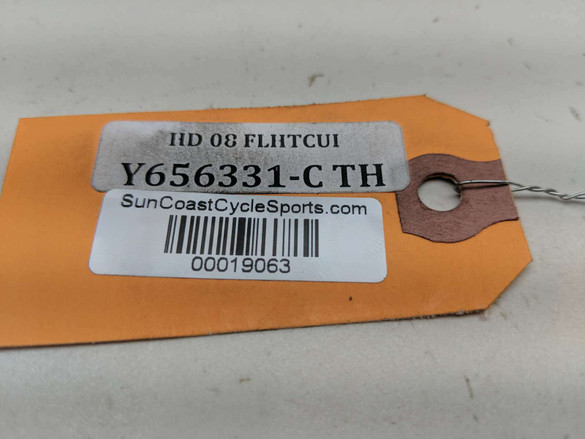 HD 08 FLHTCUI
Y656331-C TH
SunCoastCycleSports.com
00019063